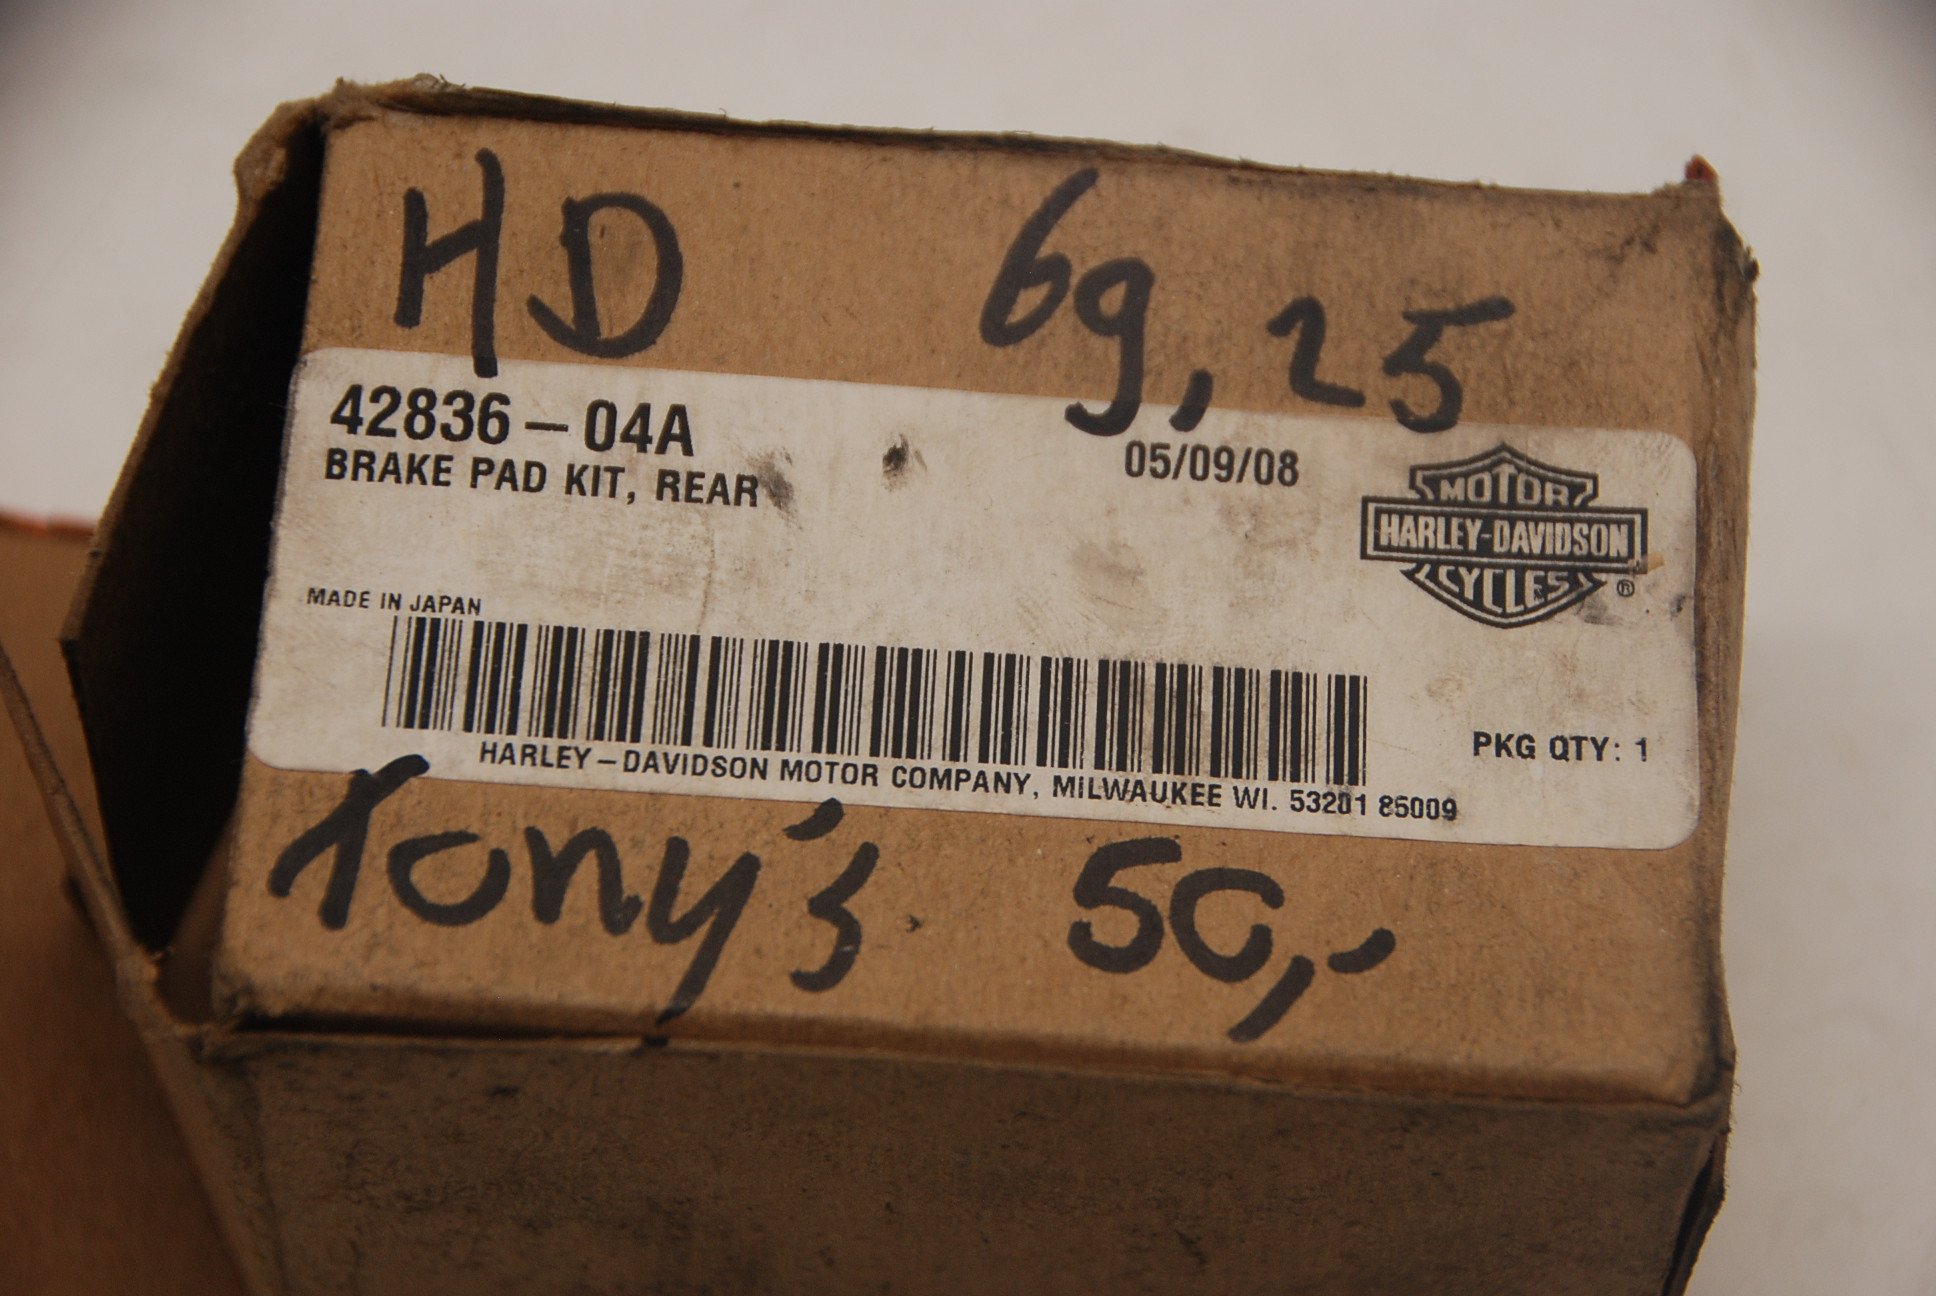 HD 69,25
42836-04A
BRAKE PAD KIT, REAR
05/09/08
MOTOR
HARLEY-DAVIDSON
CYCLES
®
MADE IN JAPAN
PKG QTY: 1
HARLEY-DAVIDSON MOTOR COMPANY, MILWAUKEE WI. 53201 85009
Tony's 50,-